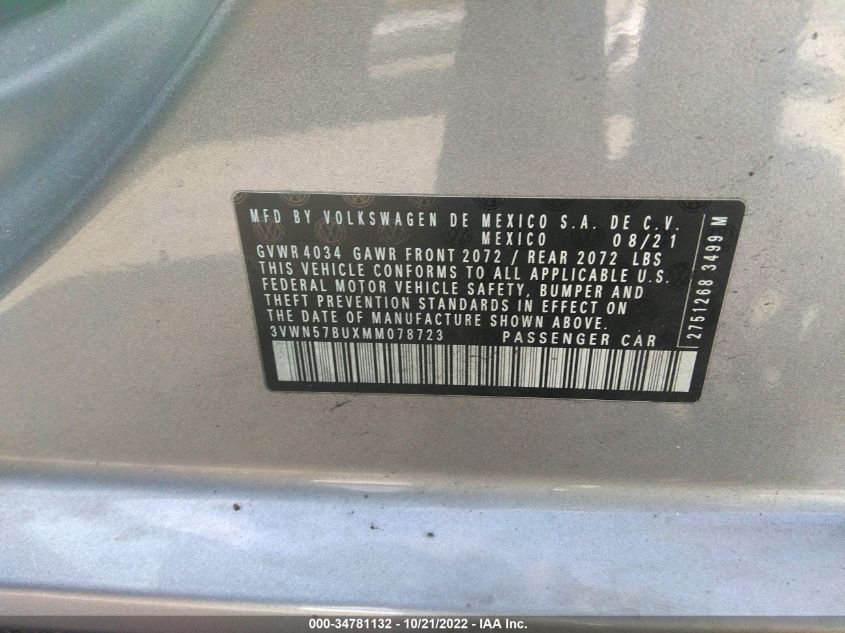 MFD BY VOLKSWAGEN DE MEXICO S.A. DE C.V.
MEXICO 08/21
GVWR 4034 GAWR FRONT 2072 / REAR 2072 LBS
THIS VEHICLE CONFORMS TO ALL APPLICABLE U.S.
FEDERAL MOTOR VEHICLE SAFETY, BUMPER AND
THEFT PREVENTION STANDARDS IN EFFECT ON
THE DATE OF MANUFACTURE SHOWN ABOVE.
3VWN57BUXMM078723 PASSENGER CAR
2751268 3499 M
000-34781132 - 10/21/2022 - IAA Inc.